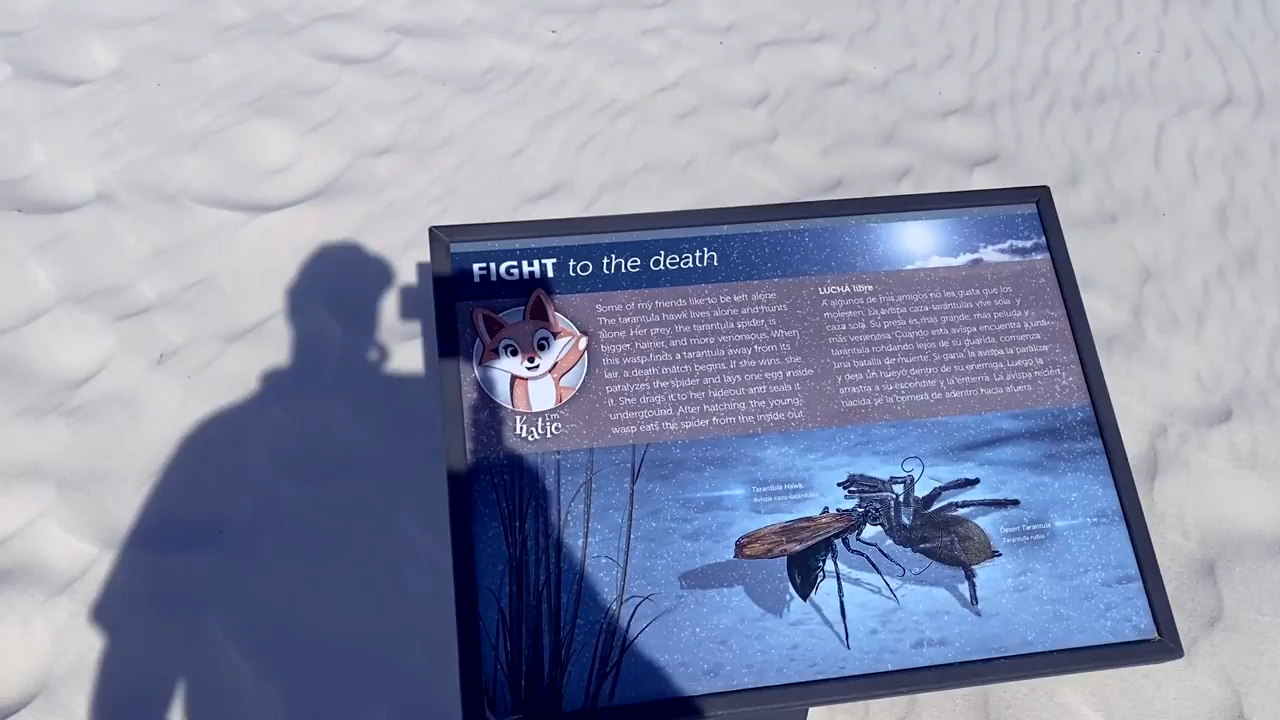 FIGHT to the death
Some of my friends like to be left alone.
The tarantula hawk lives alone and hunts
alone. Her prey, the tarantula spider, is
bigger, hairier, and more venomous. When
this wasp finds a tarantula away from its
lair, a death match begins. If she wins, she
paralyzes the spider and lays one egg inside
it. She drags it to her hideout and seals it
underground. After hatching, the young
wasp eats the spider from the inside out.
LUCHA libre
A algunos de mis amigos no les gusta que los
molesten. La avispa caza-tarántulas vive sola y
caza sola. Su presa es más grande, más peluda y
más venenosa. Cuando está avispa encuentra a una
tarántula rondando lejos de su guarida, comienza
una batalla de muerte. Si gana, la avispa la paraliza
y deja un huevo dentro de su enemiga. Luego la
arrastra a su escondite y la entierra. La avispa recién
nacida se la comerá de adentro hacia afuera.
I'm
Katie
Tarantula Hawk
Avispa caza-tarántulas
Desert Tarantula
Tarántula rubia